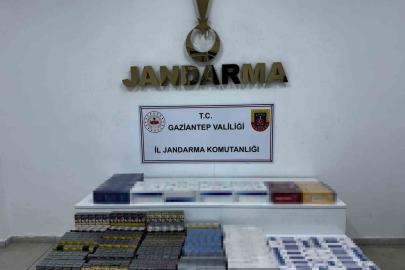 JANDARMA
T.C.
GAZİANTEP VALİLİĞİ
İL JANDARMA KOMUTANLIĞI